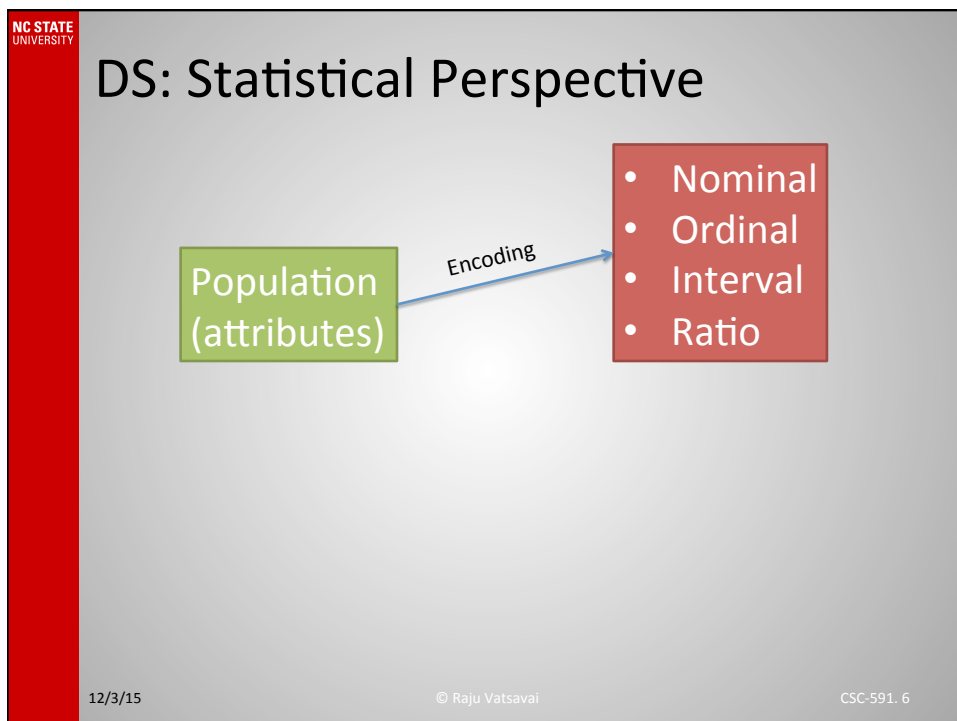 NC STATE
UNIVERSITY
DS: Statistical Perspective
Population
(attributes)
Encoding
• Nominal
• Ordinal
• Interval
• Ratio
12/3/15
© Raju Vatsavai
CSC-591. 6